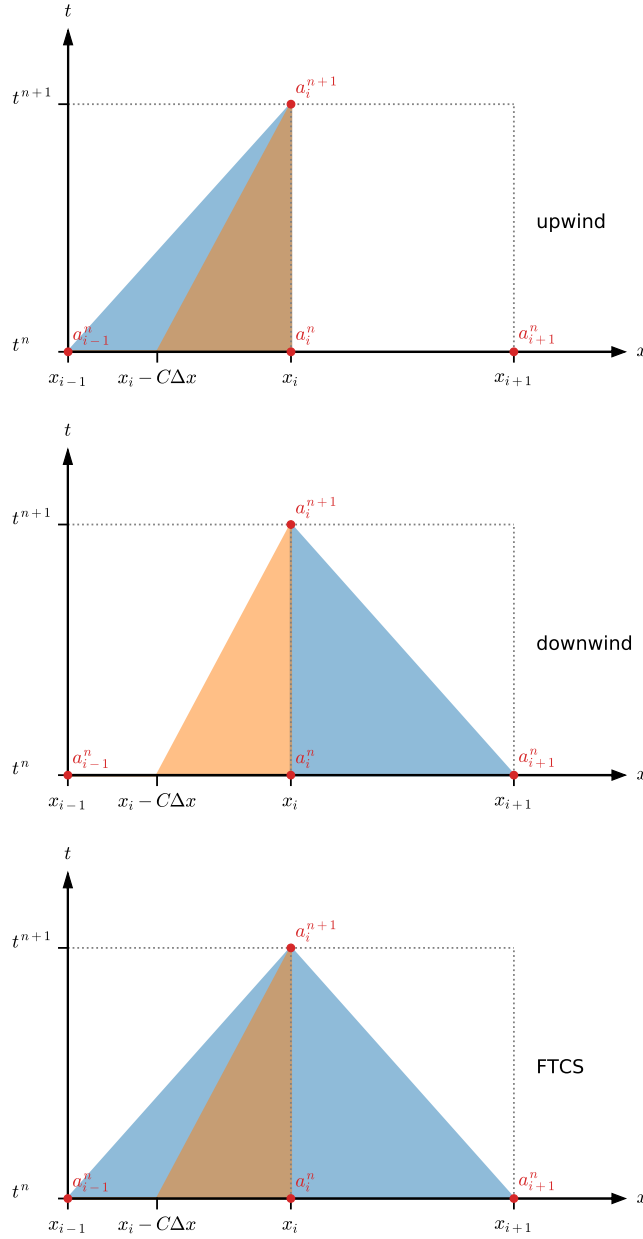 t
t^{n+1}
a_i^{n+1}
upwind
t^n
a_{i-1}^n
a_i^n
a_{i+1}^n
x
x_{i-1}
x_i − CΔx
x_i
x_{i+1}
t
t^{n+1}
a_i^{n+1}
downwind
t^n
a_{i-1}^n
a_i^n
a_{i+1}^n
x
x_{i-1}
x_i − CΔx
x_i
x_{i+1}
t
t^{n+1}
a_i^{n+1}
FTCS
t^n
a_{i-1}^n
a_i^n
a_{i+1}^n
x
x_{i-1}
x_i − CΔx
x_i
x_{i+1}